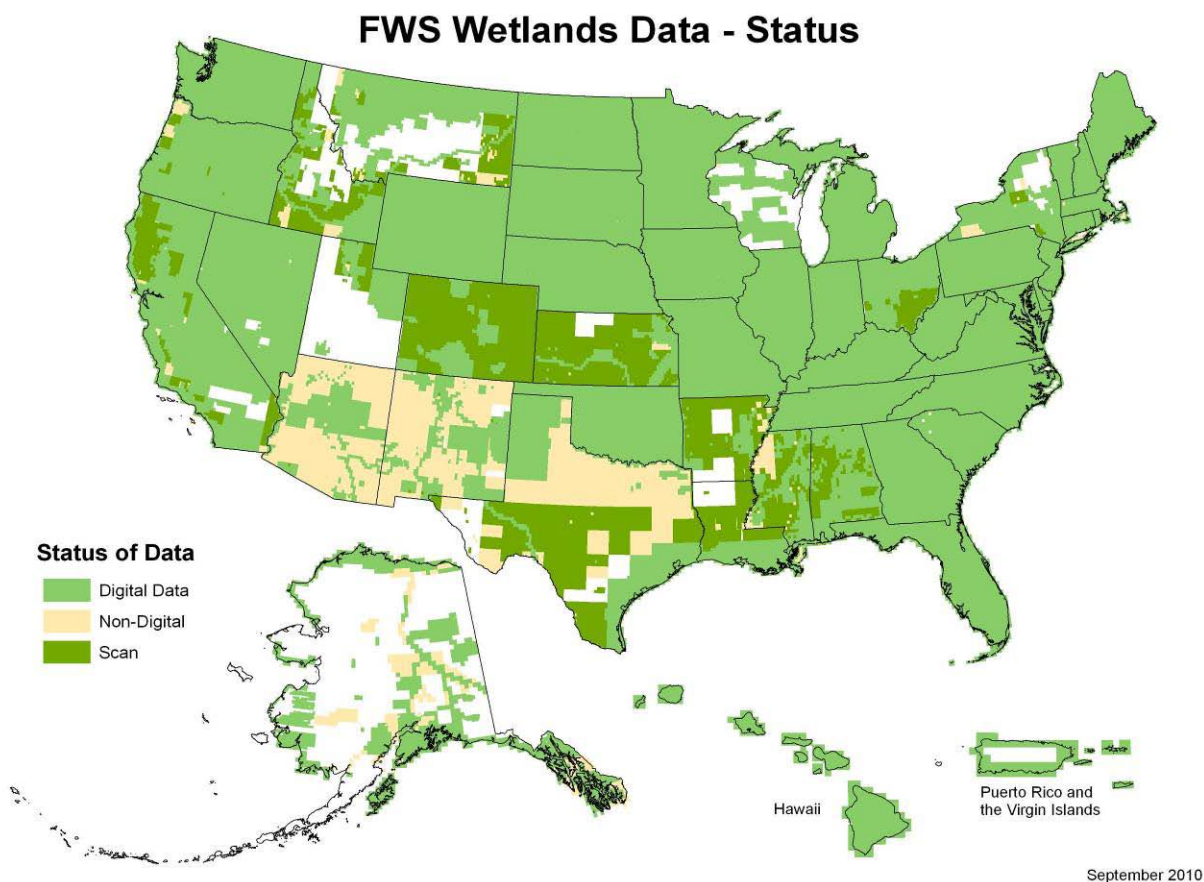 FWS Wetlands Data - Status
Status of Data
Digital Data
Non-Digital
Scan
Hawaii
Puerto Rico and
the Virgin Islands
September 2010